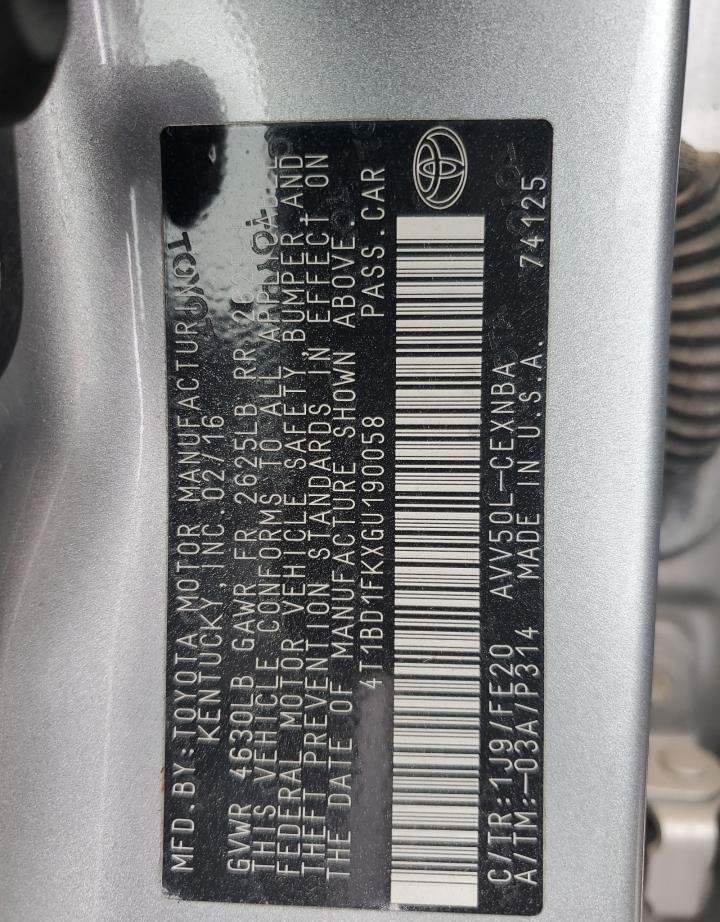 MFD.BY:TOYOTA MOTOR MANUFACTURING
KENTUCKY,INC. 02/16
GVWR 4630LB GAWR FR 2625LB RR
THIS VEHICLE CONFORMS TO ALL APPLICABLE
FEDERAL MOTOR VEHICLE SAFETY, BUMPER, AND
THEFT PREVENTION STANDARDS IN EFFECT ON
THE DATE OF MANUFACTURE SHOWN ABOVE.
4T1BD1FKXGU190058 PASS.CAR
C/TR:1J9/FE20 AVV50L-CEXNBA 74125
A/TM:-03A/P314 MADE IN U.S.A.